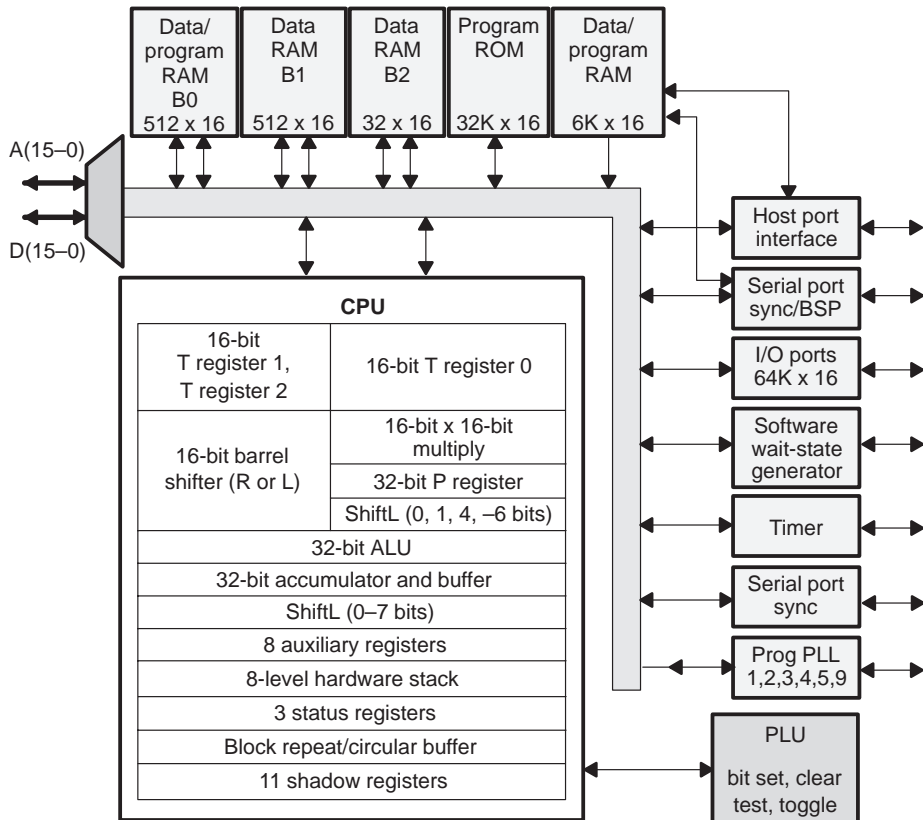 Data/
program
RAM
B0
512 x 16
Data
RAM
B1
512 x 16
Data
RAM
B2
32 x 16
Program
ROM
32K x 16
Data/
program
RAM
6K x 16
A(15–0)
D(15–0)
Host port
interface
Serial port
sync/BSP
I/O ports
64K x 16
Software
wait-state
generator
Timer
Serial port
sync
Prog PLL
1,2,3,4,5,9
CPU
16-bit
T register 1,
T register 2
16-bit T register 0
16-bit barrel
shifter (R or L)
16-bit x 16-bit
multiply
32-bit P register
ShiftL (0, 1, 4, –6 bits)
32-bit ALU
32-bit accumulator and buffer
ShiftL (0–7 bits)
8 auxiliary registers
8-level hardware stack
3 status registers
Block repeat/circular buffer
11 shadow registers
PLU
bit set, clear
test, toggle